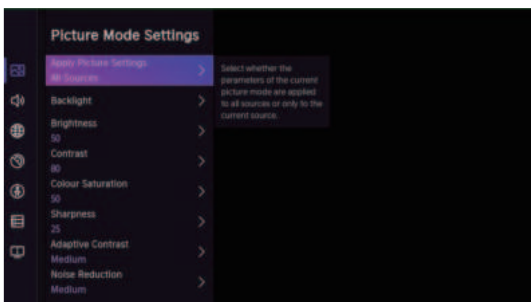 Picture Mode Settings
Apply Picture Settings
All Sources
Backlight
Brightness
50
Contrast
80
Colour Saturation
50
Sharpness
25
Adaptive Contrast
Medium
Noise Reduction
Medium
Select whether the
parameters of the current
picture mode are applied
to all sources or only to the
current source.